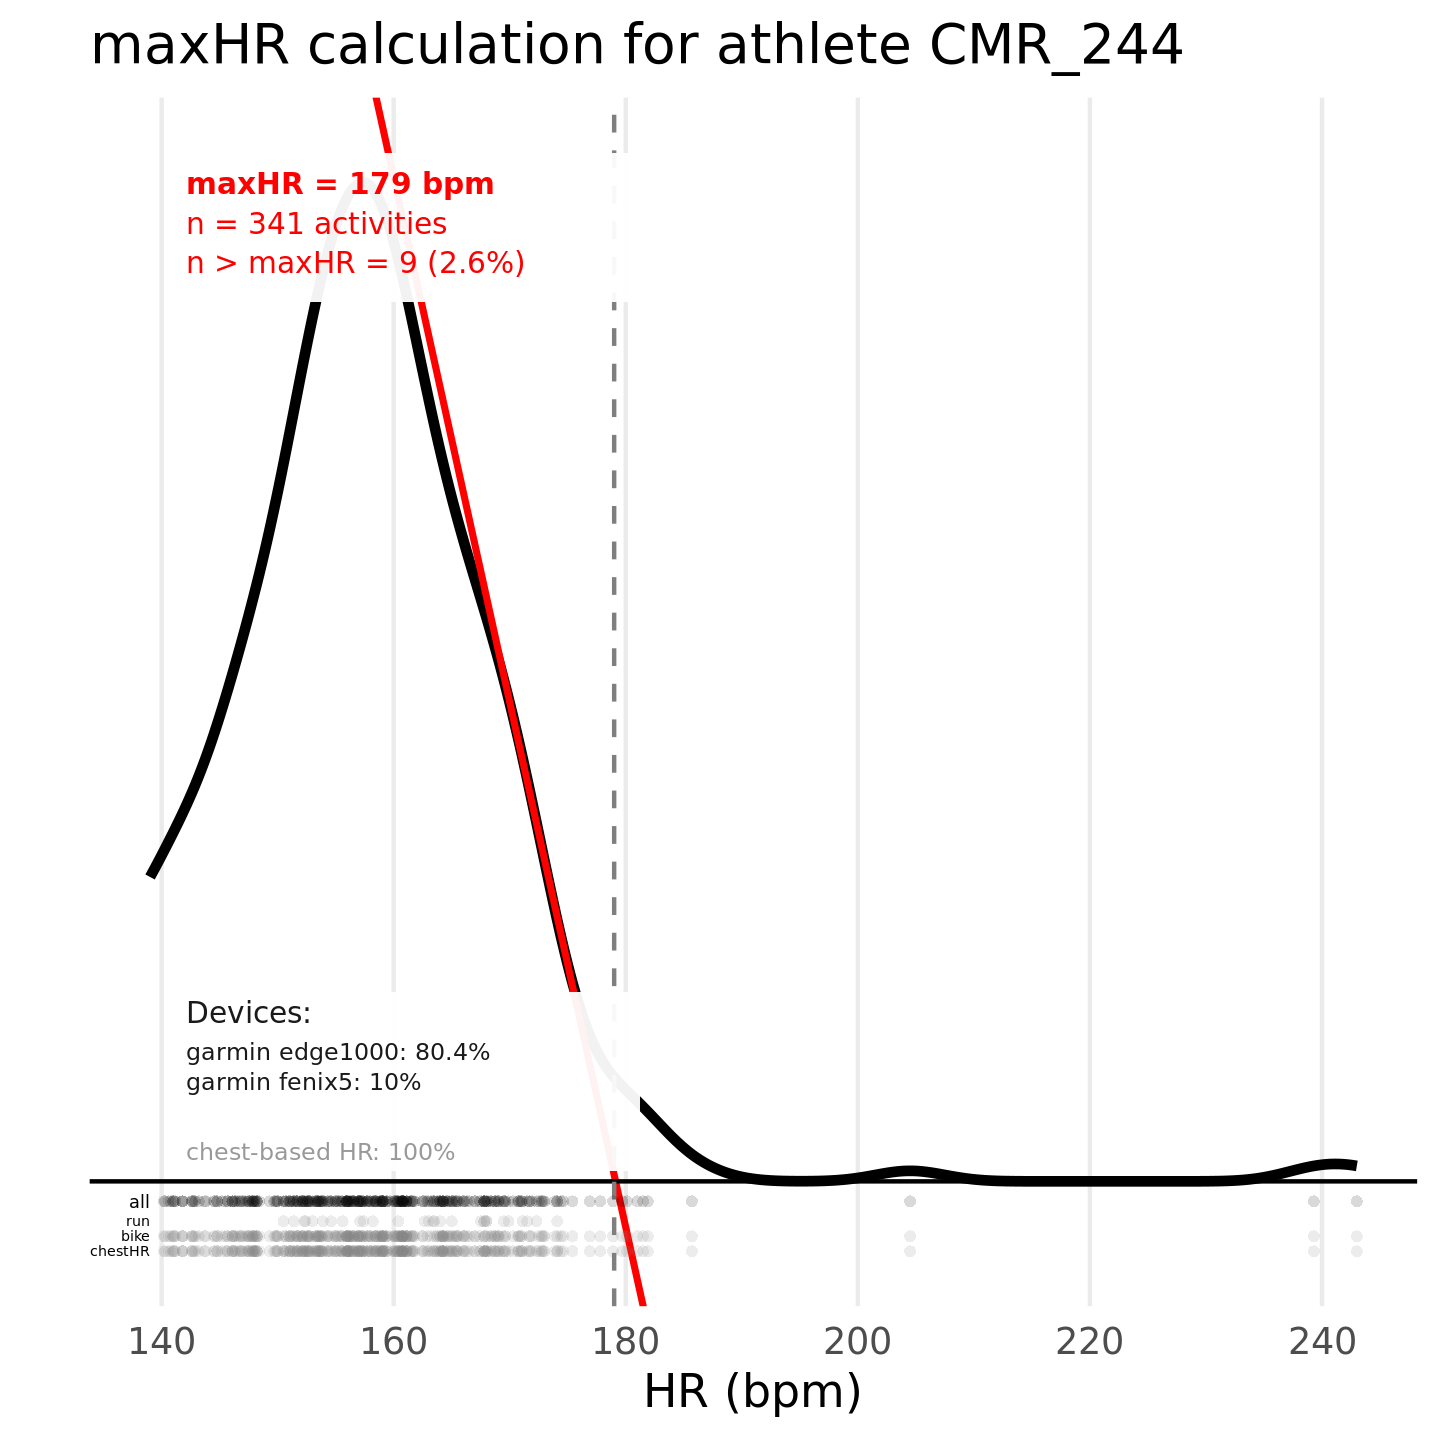 maxHR calculation for athlete CMR_244
maxHR = 179 bpm
n = 341 activities
n > maxHR = 9 (2.6%)
Devices:
garmin edge1000: 80.4%
garmin fenix5: 10%
chest-based HR: 100%
all
run
bike
chestHR
140 160 180 200 220 240
HR (bpm)